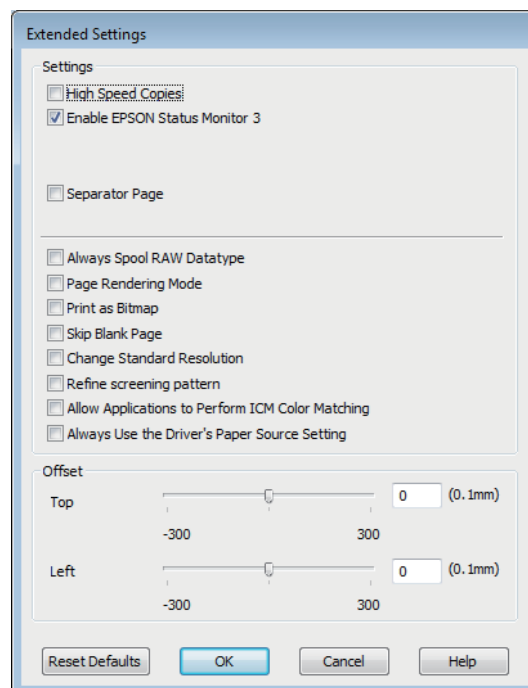 Extended Settings
Settings
High Speed Copies
Enable EPSON Status Monitor 3
Separator Page
Always Spool RAW Datatype
Page Rendering Mode
Print as Bitmap
Skip Blank Page
Change Standard Resolution
Refine screening pattern
Allow Applications to Perform ICM Color Matching
Always Use the Driver's Paper Source Setting
Offset
Top 0 (0.1mm)
-300 300
Left 0 (0.1mm)
-300 300
Reset Defaults OK Cancel Help